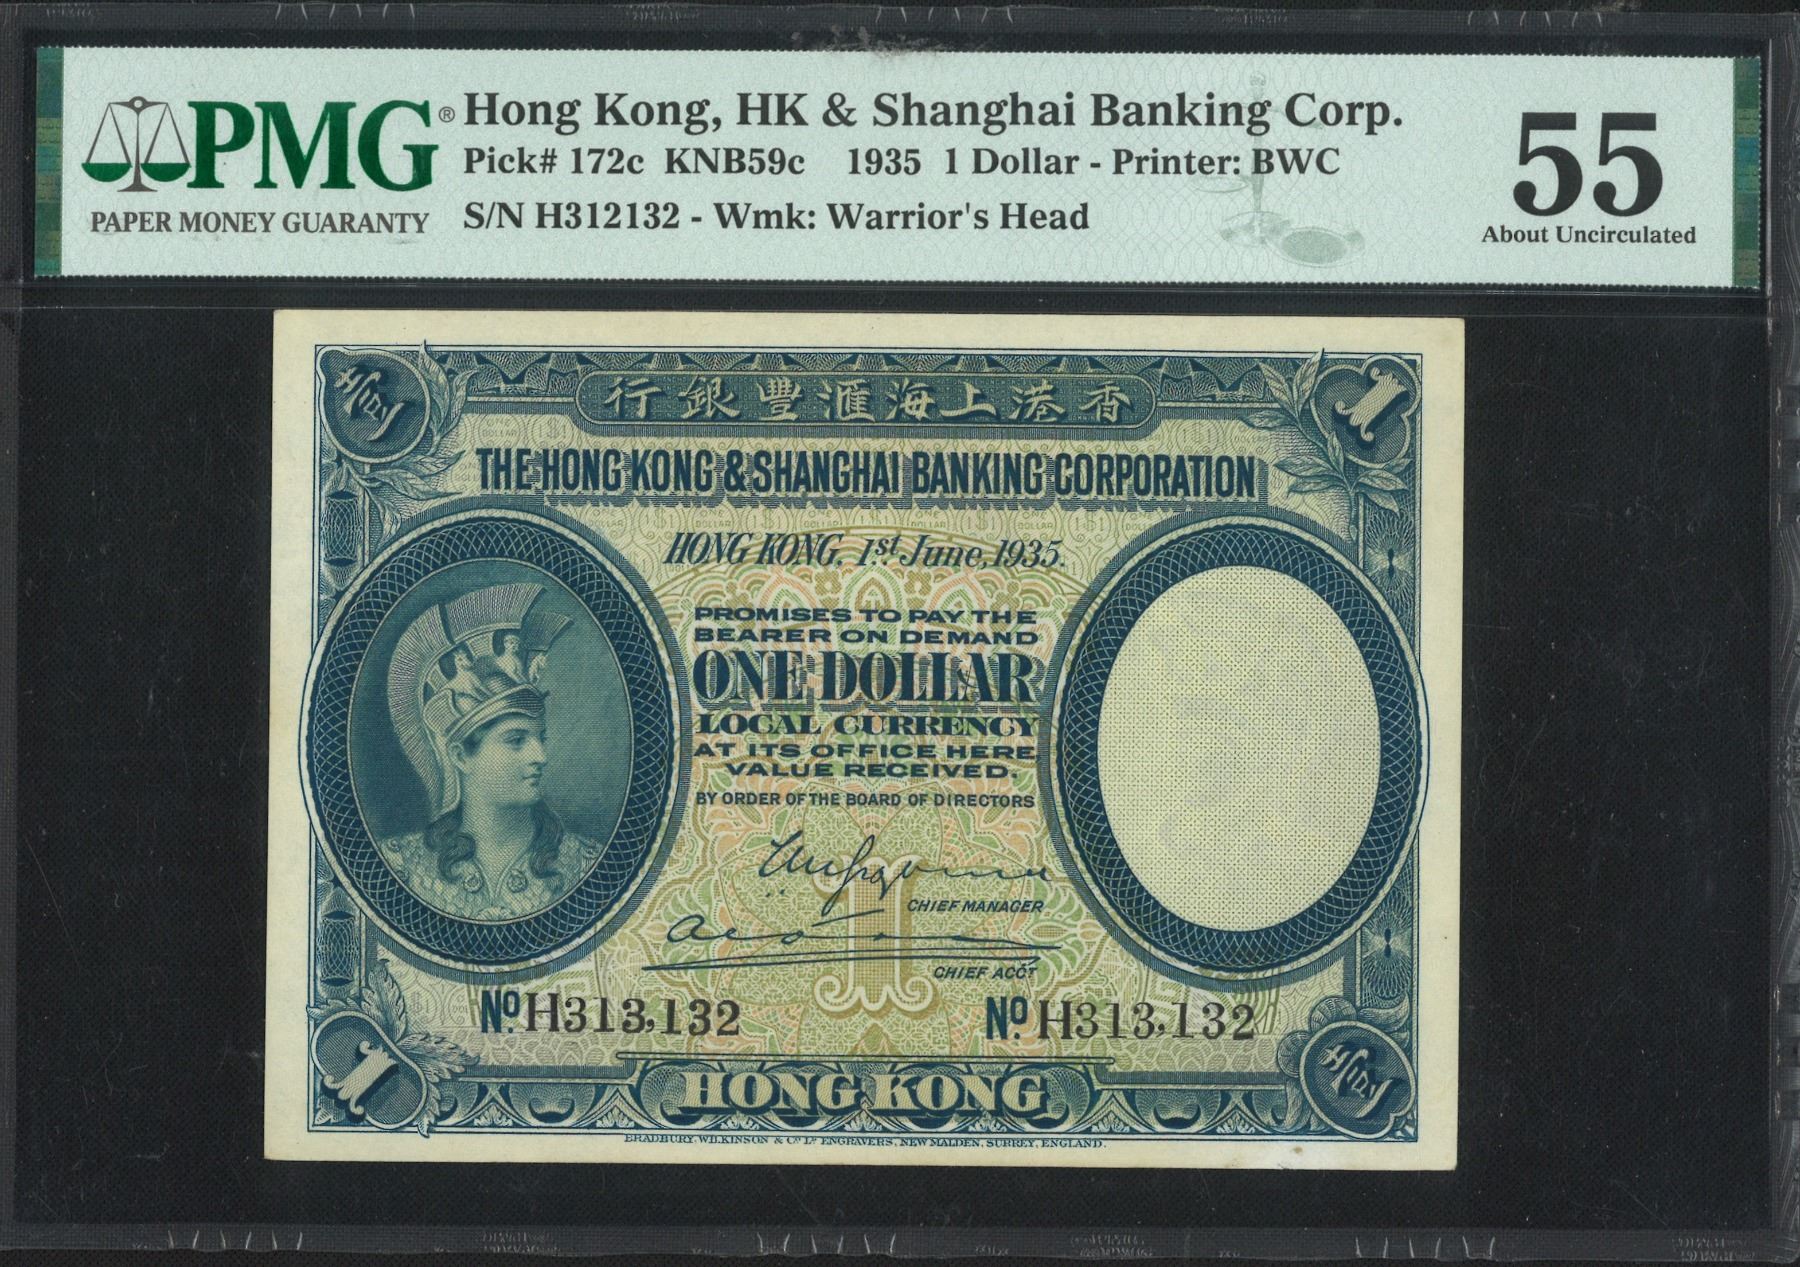 PMG®
PAPER MONEY GUARANTY
Hong Kong, HK & Shanghai Banking Corp.
Pick# 172c KNB59c 1935 1 Dollar - Printer: BWC
S/N H312132 - Wmk: Warrior's Head
55
About Uncirculated
行銀豐滙海上港香
1
THE HONG KONG & SHANGHAI BANKING CORPORATION
HONG KONG, 1st June, 1935.
PROMISES TO PAY THE
BEARER ON DEMAND
ONE DOLLAR
LOCAL CURRENCY
AT ITS OFFICE HERE
VALUE RECEIVED.
BY ORDER OF THE BOARD OF DIRECTORS
CHIEF MANAGER
CHIEF ACCT
1
No. H313,132
No. H313,132
1
HONG KONG
BRADBURY, WILKINSON & Co. Ld. ENGRAVERS, NEW MALDEN, SURREY, ENGLAND.